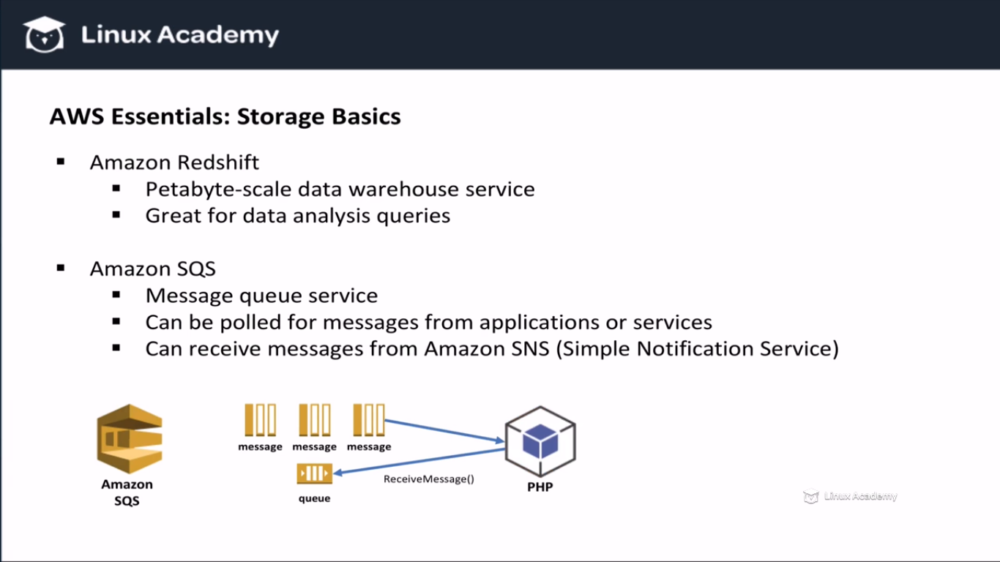 Linux Academy
AWS Essentials: Storage Basics
▪ Amazon Redshift
▪ Petabyte-scale data warehouse service
▪ Great for data analysis queries
▪ Amazon SQS
▪ Message queue service
▪ Can be polled for messages from applications or services
▪ Can receive messages from Amazon SNS (Simple Notification Service)
message message message
ReceiveMessage()
Amazon
SQS
queue
PHP
Linux Academy